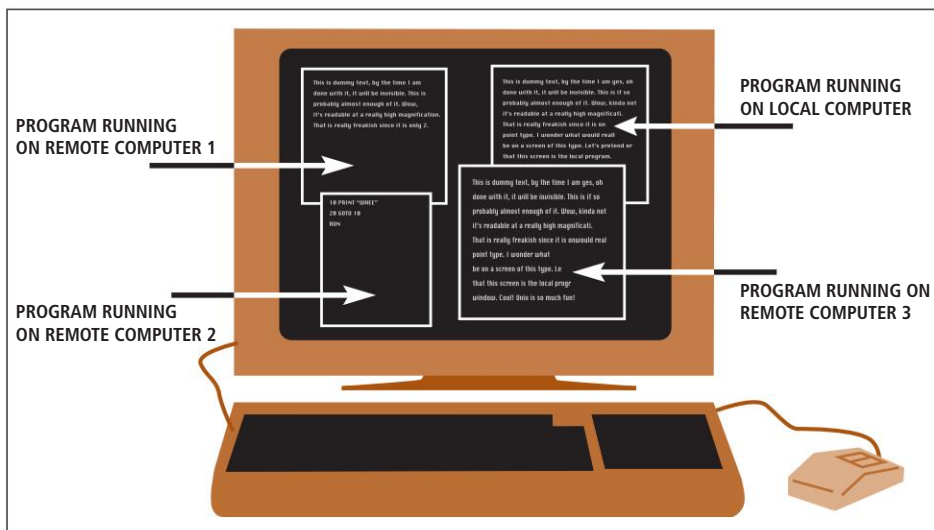 PROGRAM RUNNING
ON REMOTE COMPUTER 1
This is dummy text, by the time I am
done with it, it will be invisible. This is
probably almost enough of it. Wow,
it's readable at a really high magnification.
That is really freakish since it is only 2.
This is dummy text, by the time I am yes, oh
done with it, it will be invisible. This is if so
probably almost enough of it. Wow, kinda not
it's readable at a really high magnificati.
That is really freakish since it is on
point type. I wonder what would reall
be on a screen of this type. Let's pretend or
that this screen is the local program.
PROGRAM RUNNING
ON LOCAL COMPUTER
10 PRINT "WHEE"
20 GOTO 10
RUN
This is dummy text, by the time I am yes, oh
done with it, it will be invisible. This is if so
probably almost enough of it. Wow, kinda not
it's readable at a really high magnificati.
That is really freakish since it is onwould real
point type. I wonder what
be on a screen of this type. Le
that this screen is the local progr
window. Cool! Unix is so much fun!
PROGRAM RUNNING
ON REMOTE COMPUTER 2
PROGRAM RUNNING ON
REMOTE COMPUTER 3